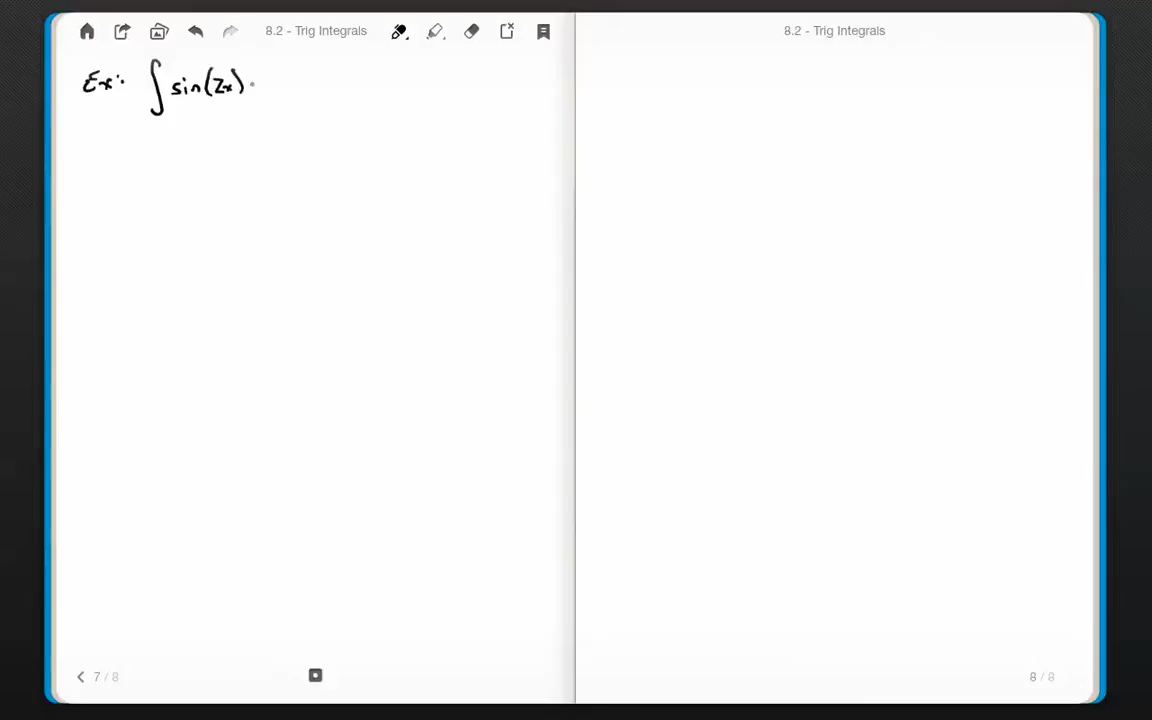 8.2 - Trig Integrals
Ex: ∫ sin(2x) ·
7 / 8
8.2 - Trig Integrals
8 / 8